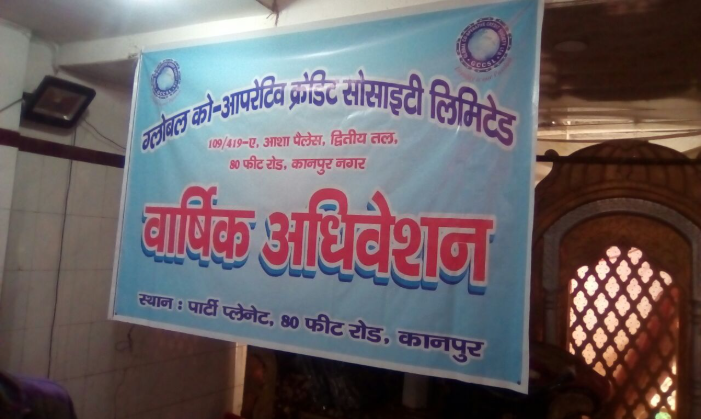 ग्लोबल को-आपरेटिव क्रेडिट सोसाइटी लिमिटेड
109/419-ए, आशा पैलेस, द्वितीय तल,
80 फीट रोड़, कानपुर नगर
वार्षिक अधिवेशन
स्थान : पार्टी प्लेनेट, 80 फीट रोड़, कानपुर